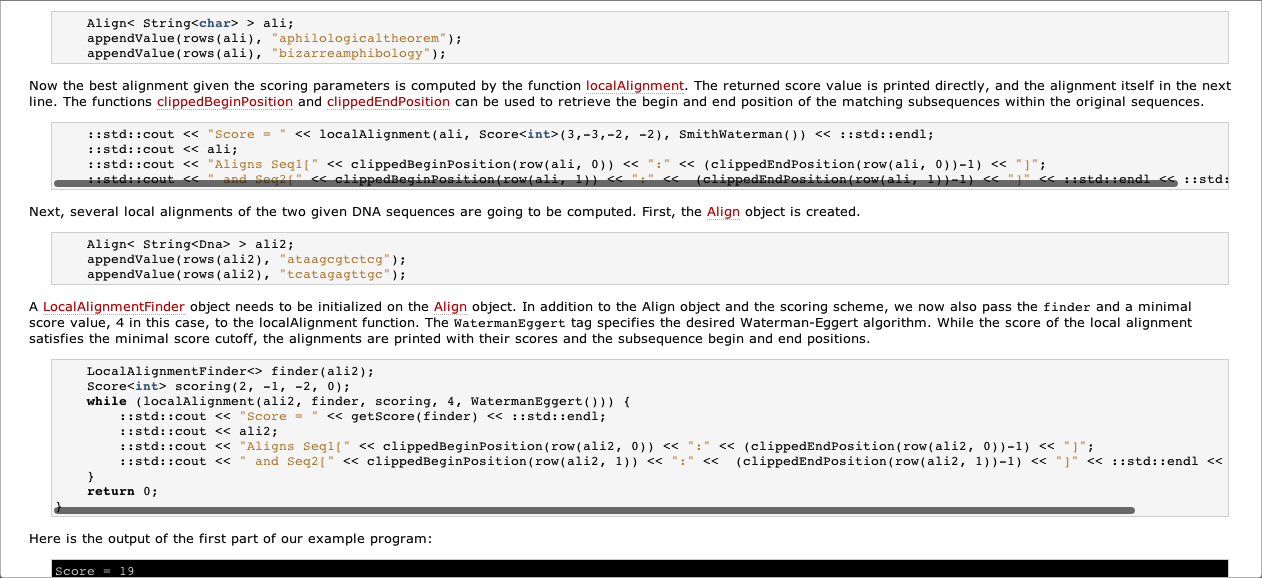 Align< String<char> > ali;
appendValue(rows(ali), "aphilologicaltheorem");
appendValue(rows(ali), "bizarreamphibology");
Now the best alignment given the scoring parameters is computed by the function localAlignment. The returned score value is printed directly, and the alignment itself in the next
line. The functions clippedBeginPosition and clippedEndPosition can be used to retrieve the begin and end position of the matching subsequences within the original sequences.
::std::cout << "Score = " << localAlignment(ali, Score<int>(3,-3,-2, -2), SmithWaterman()) << ::std::endl;
::std::cout << ali;
::std::cout << "Aligns Seq1[" << clippedBeginPosition(row(ali, 0)) << ":" << (clippedEndPosition(row(ali, 0))-1) << "]";
::std::cout << " and Seq2[" << clippedBeginPosition(row(ali, 1)) << ":" <<  (clippedEndPosition(row(ali, 1))-1) << "]" << ::std::endl << ::std:
Next, several local alignments of the two given DNA sequences are going to be computed. First, the Align object is created.
Align< String<Dna> > ali2;
appendValue(rows(ali2), "ataagcgtctcg");
appendValue(rows(ali2), "tcatagagttgc");
A LocalAlignmentFinder object needs to be initialized on the Align object. In addition to the Align object and the scoring scheme, we now also pass the finder and a minimal
score value, 4 in this case, to the localAlignment function. The WatermanEggert tag specifies the desired Waterman-Eggert algorithm. While the score of the local alignment
satisfies the minimal score cutoff, the alignments are printed with their scores and the subsequence begin and end positions.
LocalAlignmentFinder<> finder(ali2);
Score<int> scoring(2, -1, -2, 0);
while (localAlignment(ali2, finder, scoring, 4, WatermanEggert())) {
::std::cout << "Score = " << getScore(finder) << ::std::endl;
::std::cout << ali2;
::std::cout << "Aligns Seq1[" << clippedBeginPosition(row(ali2, 0)) << ":" << (clippedEndPosition(row(ali2, 0))-1) << "]";
::std::cout << " and Seq2[" << clippedBeginPosition(row(ali2, 1)) << ":" <<  (clippedEndPosition(row(ali2, 1))-1) << "]" << ::std::endl <<
}
return 0;
}
Here is the output of the first part of our example program:
Score = 19